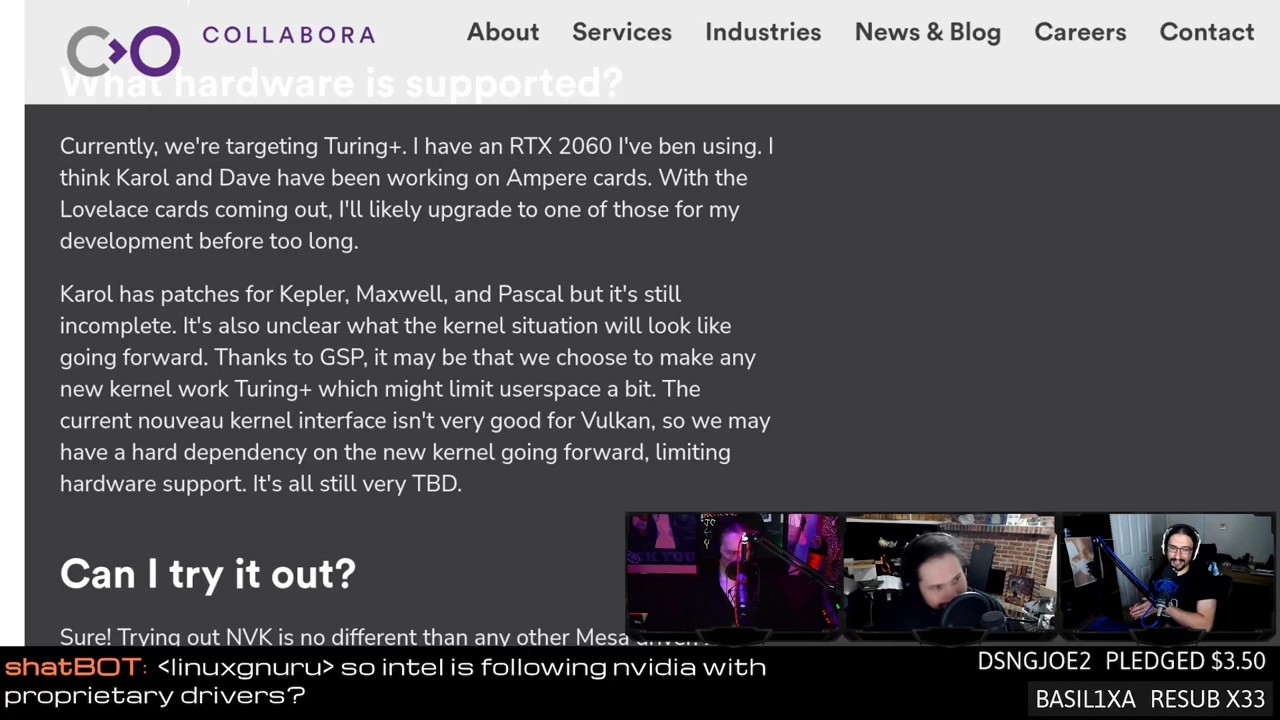 COLLABORA
About Services Industries News & Blog Careers Contact
What hardware is supported?
Currently, we're targeting Turing+. I have an RTX 2060 I've ben using. I
think Karol and Dave have been working on Ampere cards. With the
Lovelace cards coming out, I'll likely upgrade to one of those for my
development before too long.
Karol has patches for Kepler, Maxwell, and Pascal but it's still
incomplete. It's also unclear what the kernel situation will look like
going forward. Thanks to GSP, it may be that we choose to make any
new kernel work Turing+ which might limit userspace a bit. The
current nouveau kernel interface isn't very good for Vulkan, so we may
have a hard dependency on the new kernel going forward, limiting
hardware support. It's all still very TBD.
Can I try it out?
Sure! Trying out NVK is no different than any other Mesa
shatBOT: <linuxgnuru> so intel is following nvidia with
proprietary drivers?
DSNGJOE2 PLEDGED $3.50
BASIL1XA RESUB X33